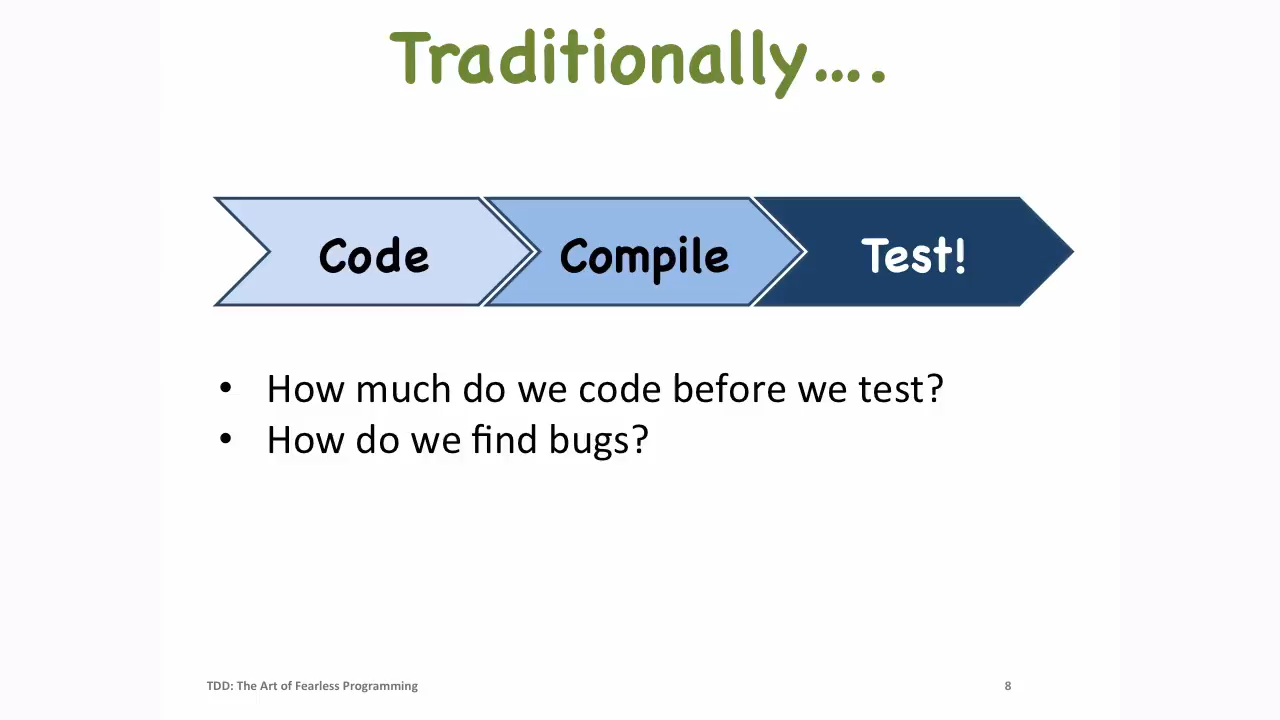 Traditionally….
Code
Compile
Test!
• How much do we code before we test?
• How do we find bugs?
TDD: The Art of Fearless Programming
8